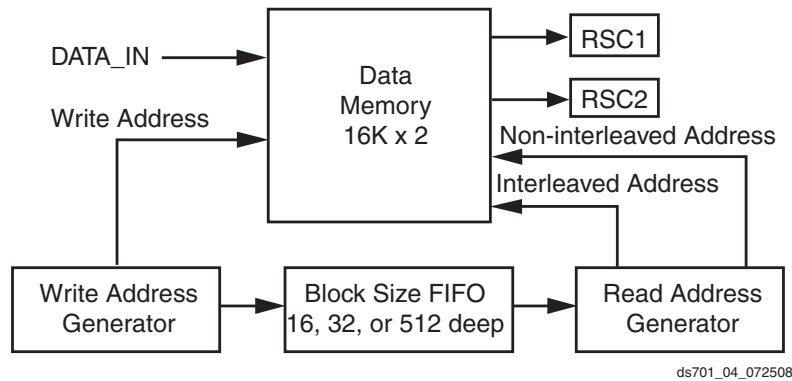 DATA_IN
Write Address
Data
Memory
16K x 2
RSC1
RSC2
Non-interleaved Address
Interleaved Address
Write Address
Generator
Block Size FIFO
16, 32, or 512 deep
Read Address
Generator
ds701_04_072508